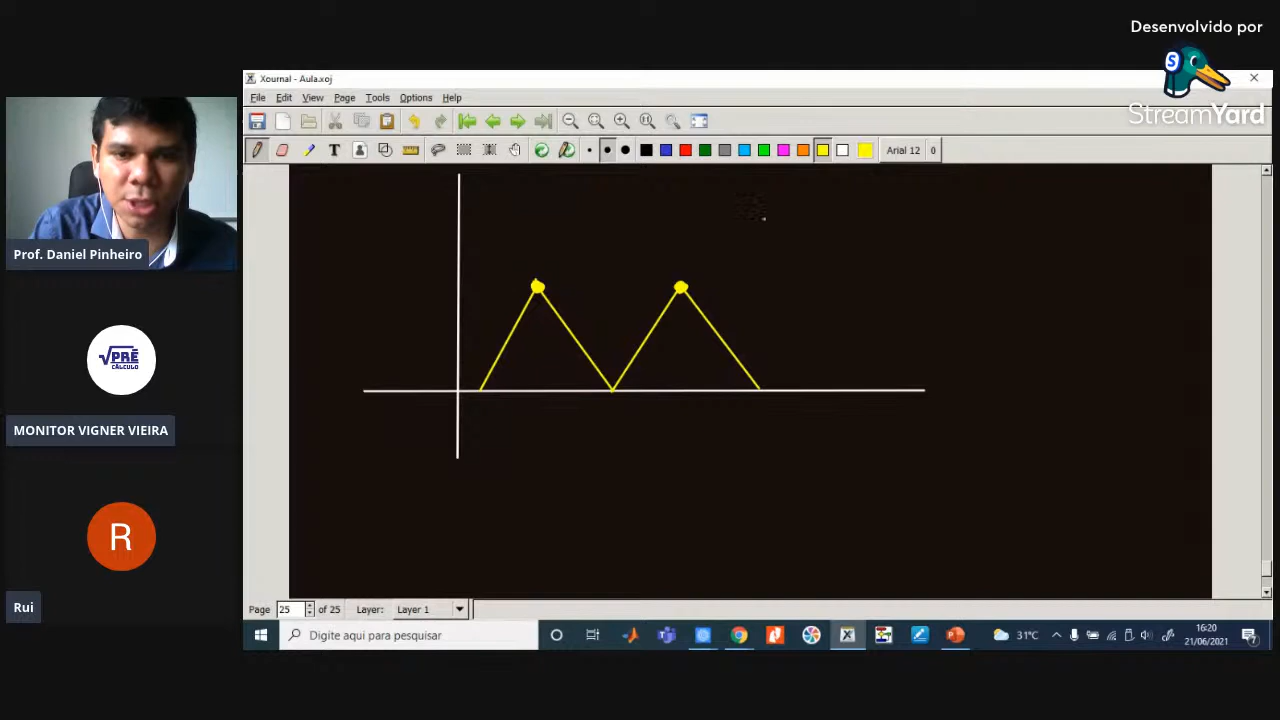 Desenvolvido por
S
StreamYard
Xournal - Aula.xoj
File Edit View Page Tools Options Help
T
Arial 12 0
Prof. Daniel Pinheiro
√PRÉ
CÁLCULO
MONITOR VIGNER VIEIRA
R
Rui
Page 25 of 25 Layer: Layer 1
Digite aqui para pesquisar
31°C
16:20
21/06/2021
7